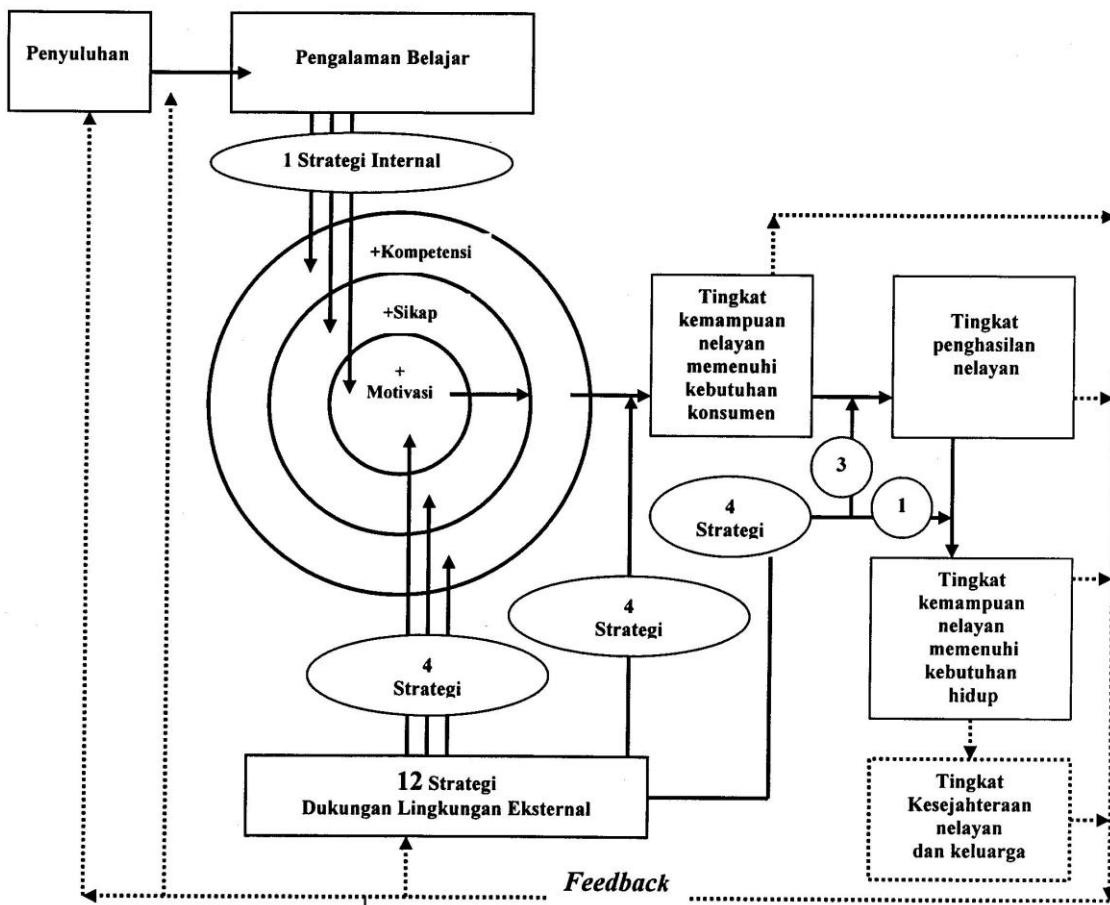 Penyuluhan
Pengalaman Belajar
1 Strategi Internal
+Kompetensi
+Sikap
+
Motivasi
Tingkat
kemampuan
nelayan
memenuhi
kebutuhan
konsumen
Tingkat
penghasilan
nelayan
3
1
4
Strategi
4
Strategi
4
Strategi
Tingkat
kemampuan
nelayan
memenuhi
kebutuhan
hidup
12 Strategi
Dukungan Lingkungan Eksternal
Tingkat
Kesejahteraan
nelayan
dan keluarga
Feedback